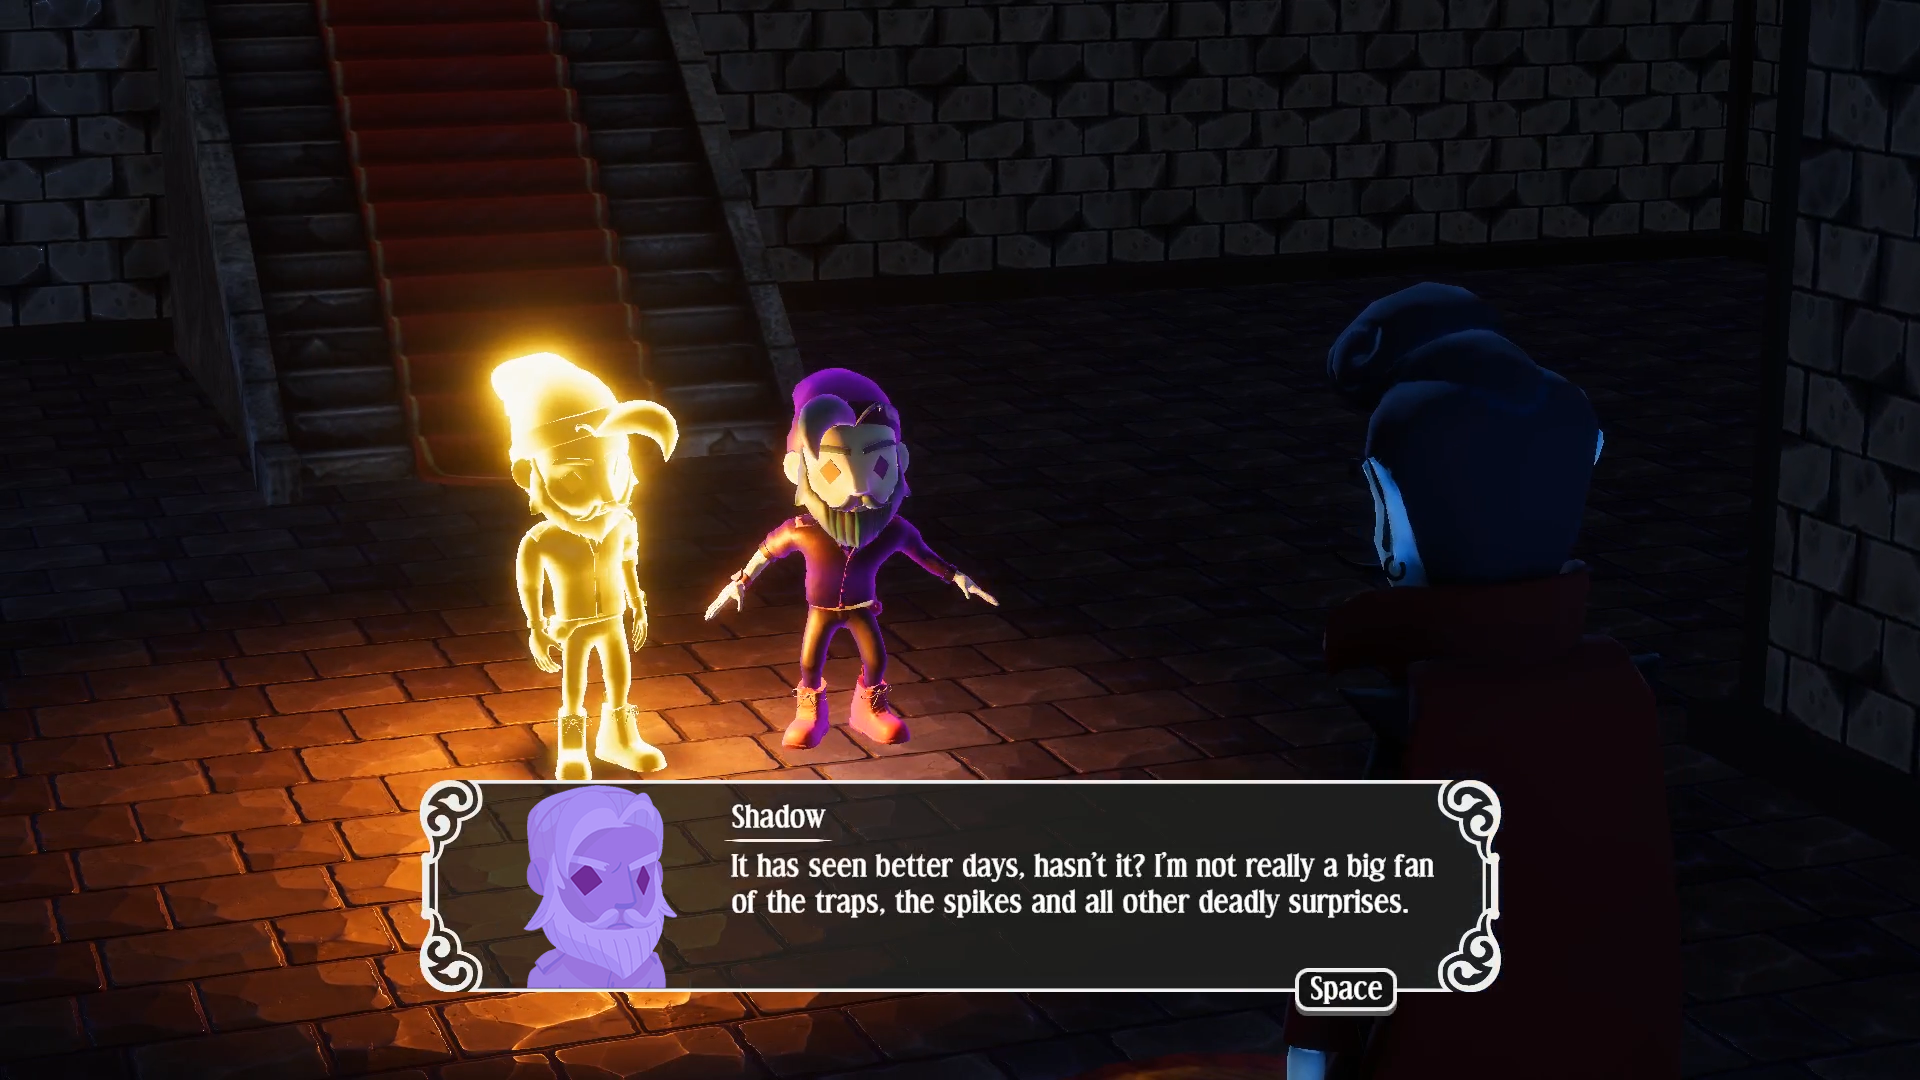 Shadow
It has seen better days, hasn't it? I'm not really a big fan
of the traps, the spikes and all other deadly surprises.
Space